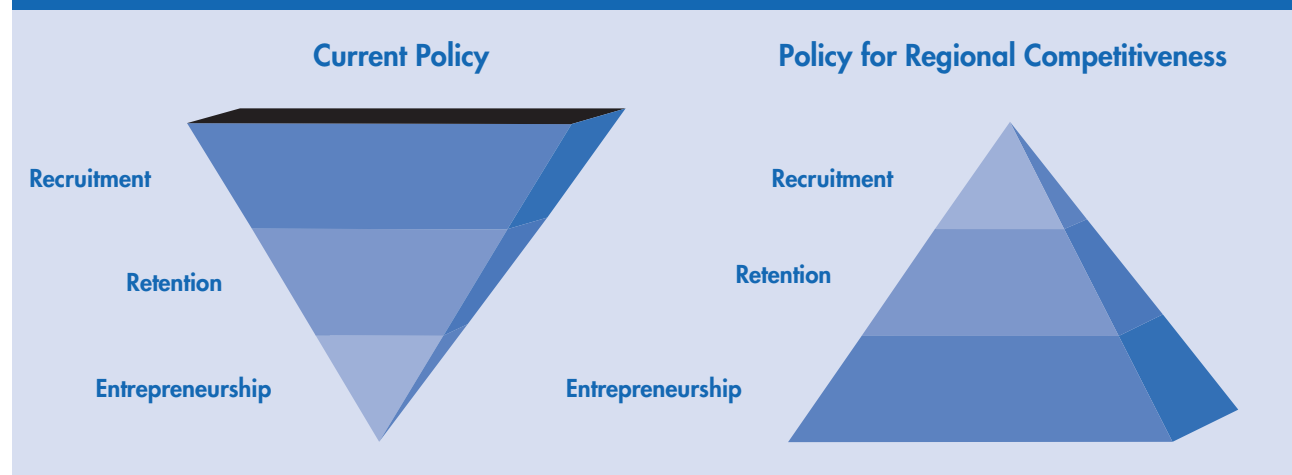 Current Policy
Recruitment
Retention
Entrepreneurship
Policy for Regional Competitiveness
Recruitment
Retention
Entrepreneurship